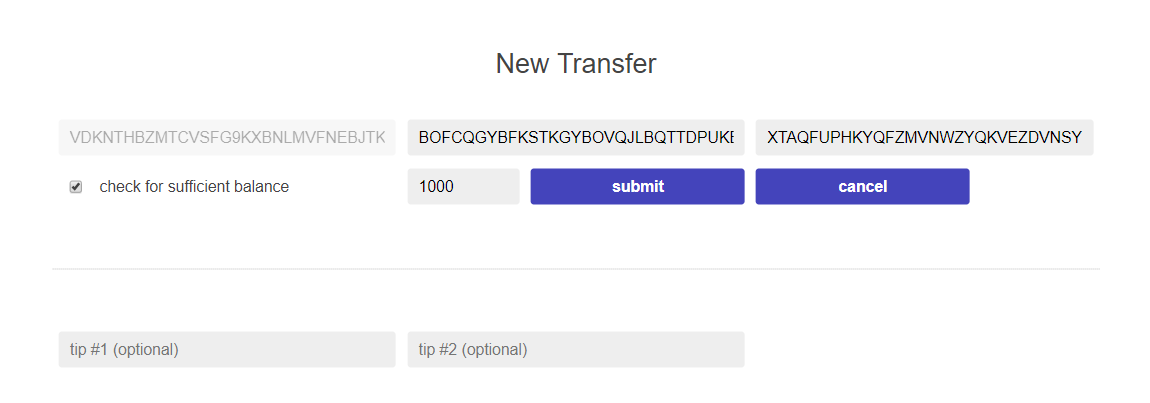 New Transfer
VDKNTHBZMTCVSFG9KXBNLMVFNEBJTK BOFCQGYBFKSTKGYBOVQJLBQTTDPUKE XTAQFUPHKYQFZMVNWZYQKVEZDVNSY
check for sufficient balance 1000 submit cancel
tip #1 (optional) tip #2 (optional)